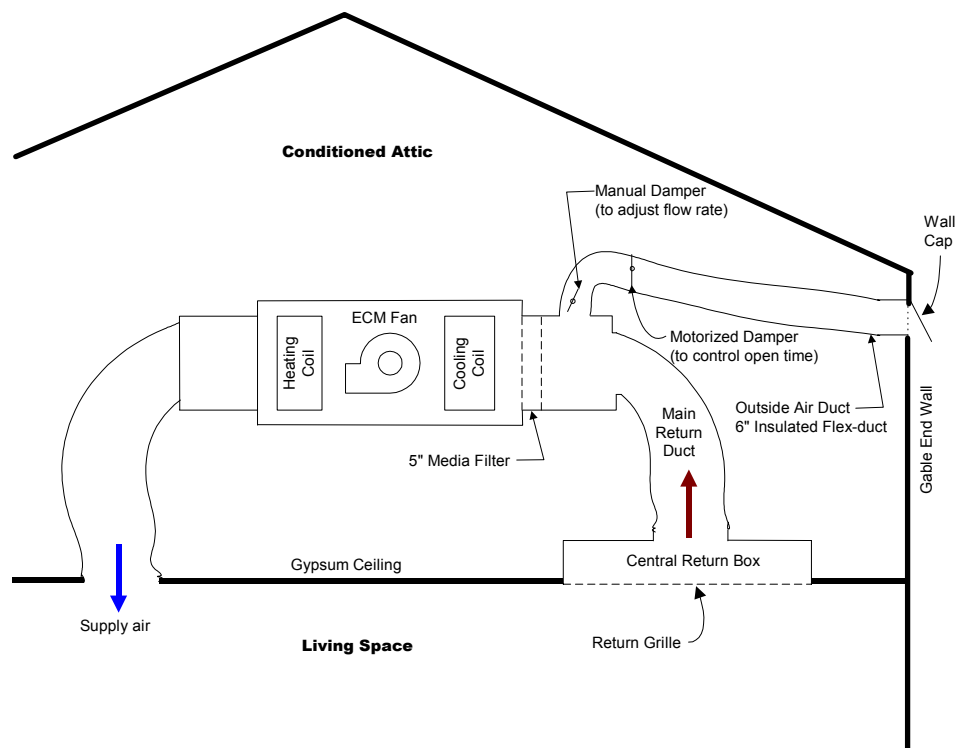 Conditioned Attic
Manual Damper
(to adjust flow rate)
Wall
Cap
ECM Fan
Heating
Coil
Cooling
Coil
Motorized Damper
(to control open time)
Outside Air Duct
6" Insulated Flex-duct
Main
Return
Duct
5" Media Filter
Gable End Wall
Gypsum Ceiling
Central Return Box
Supply air
Living Space
Return Grille